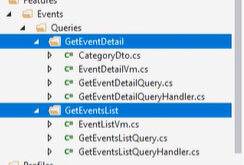 Features
Events
Queries
GetEventDetail
C# CategoryDto.cs
C# EventDetailVm.cs
C# GetEventDetailQuery.cs
C# GetEventDetailQueryHandler.cs
GetEventsList
C# EventListVm.cs
C# GetEventsListQuery.cs
C# GetEventsListQueryHandler.cs
Profiles